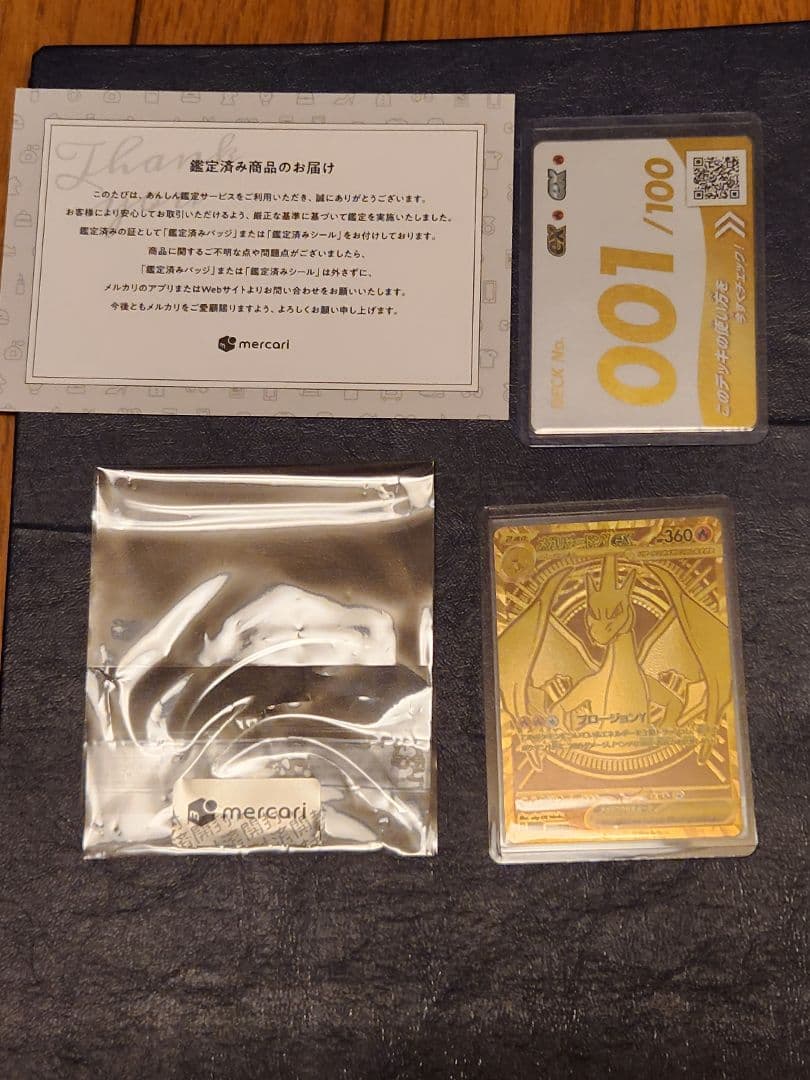 Thank
鑑定済み商品のお届け
このたびは、あんしん鑑定サービスをご利用いただき、誠にありがとうございます。
お客様により安心してお取引いただけるよう、厳正な基準に基づいて鑑定を実施いたしました。
鑑定済みの証として「鑑定済みバッジ」または「鑑定済みシール」をお付けしております。
商品に関するご不明な点や問題点がございましたら、
「鑑定済みバッジ」または「鑑定済みシール」は外さずに、
メルカリのアプリまたはWebサイトよりお問い合わせをお願いいたします。
今後ともメルカリをご愛顧賜りますよう、よろしくお願い申し上げます。
mercari
ex ex
DECK No.
001/100
このデッキの使い方を
今すぐチェック!
mercari
ex
360
ブロージョンY